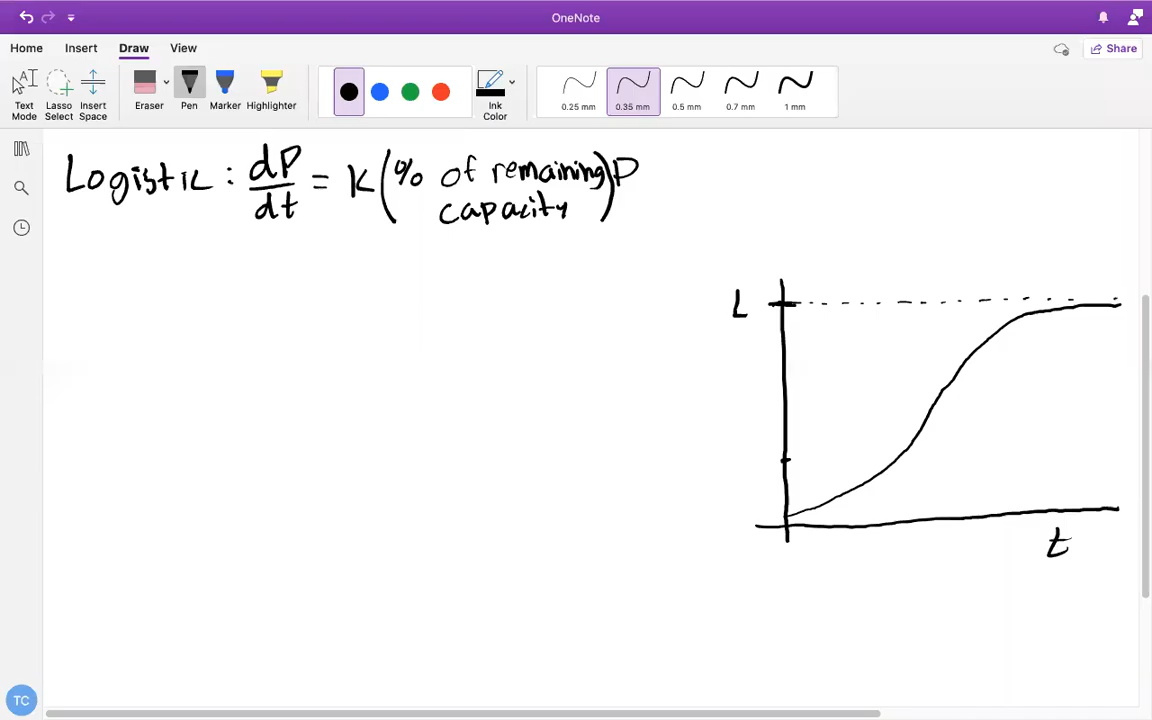 OneNote
Home Insert Draw View
Share
Text Mode
Lasso Select
Insert Space
Eraser
Pen
Marker
Highlighter
Ink Color
0.25 mm
0.35 mm
0.5 mm
0.7 mm
1 mm
Logistic : dP/dt = K(% of remaining capacity)P
L
t
TC